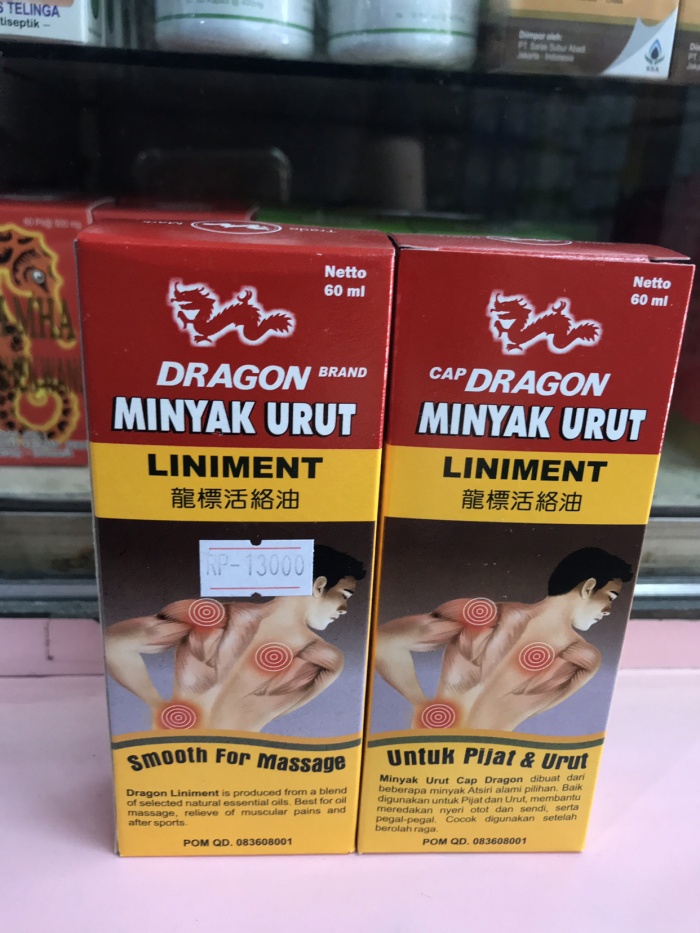 S TELINGA
tiseptik –
Diimpor oleh:
PT. Saras Subur Abadi
Jakarta - Indonesia
Trade Mark
Netto
60 ml
DRAGON BRAND
MINYAK URUT
LINIMENT
龍標活絡油
RP-13000
Smooth For Massage
Dragon Liniment is produced from a blend
of selected natural essential oils. Best for oil
massage, relieve of muscular pains and
after sports.
POM QD. 083608001
Netto
60 ml
CAP DRAGON
MINYAK URUT
LINIMENT
龍標活絡油
Untuk Pijat & Urut
Minyak Urut Cap Dragon dibuat dari
beberapa minyak Atsiri alami pilihan. Baik
digunakan untuk Pijat dan Urut, membantu
meredakan nyeri otot dan sendi, serta
pegal-pegal. Cocok digunakan setelah
berolah raga.
POM QD. 083608001